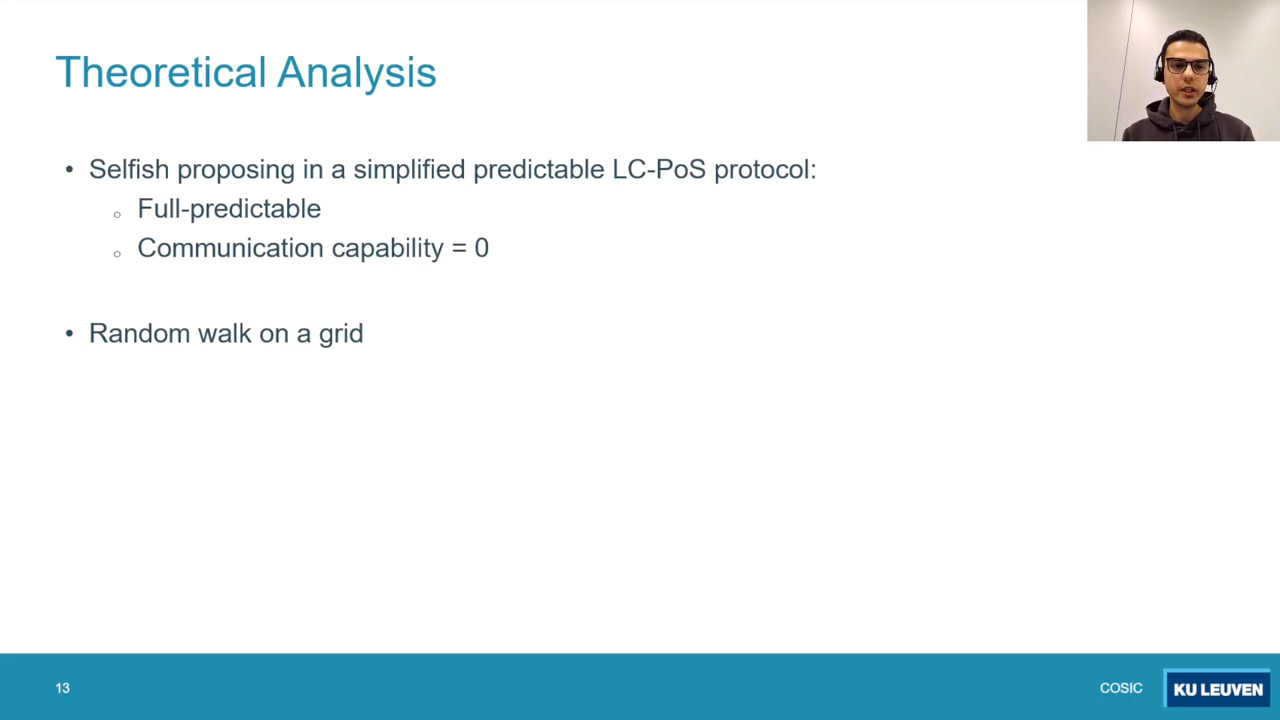 Theoretical Analysis
• Selfish proposing in a simplified predictable LC-PoS protocol:
○ Full-predictable
○ Communication capability = 0
• Random walk on a grid
13
COSIC
KU LEUVEN